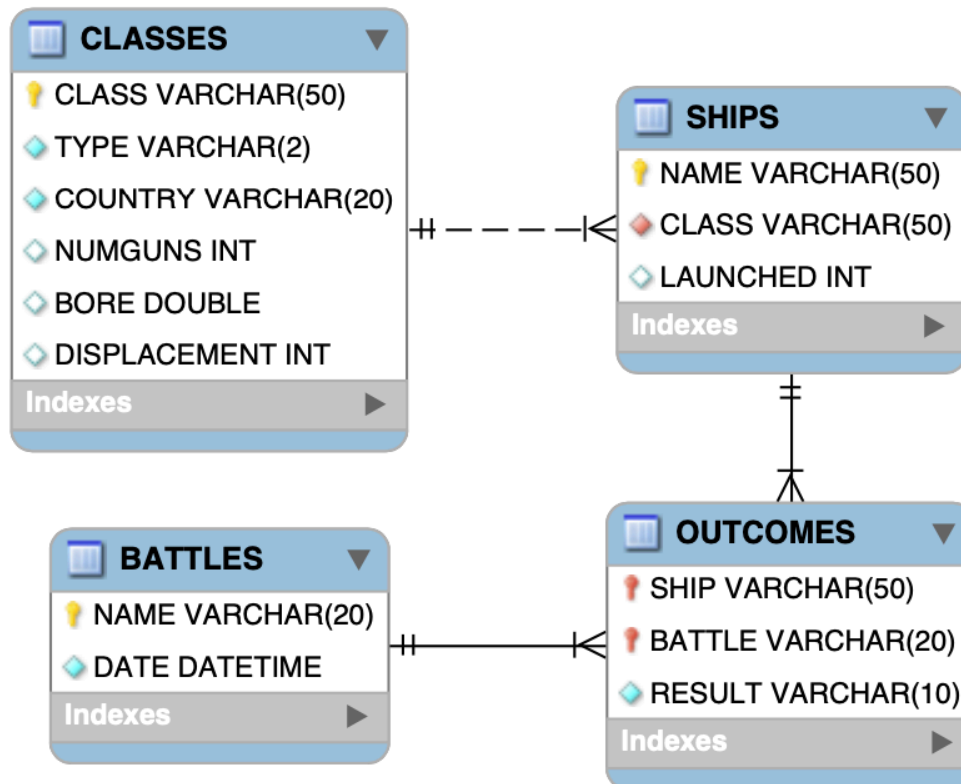 CLASSES
CLASS VARCHAR(50)
TYPE VARCHAR(2)
COUNTRY VARCHAR(20)
NUMGUNS INT
BORE DOUBLE
DISPLACEMENT INT
Indexes
SHIPS
NAME VARCHAR(50)
CLASS VARCHAR(50)
LAUNCHED INT
Indexes
BATTLES
NAME VARCHAR(20)
DATE DATETIME
Indexes
OUTCOMES
SHIP VARCHAR(50)
BATTLE VARCHAR(20)
RESULT VARCHAR(10)
Indexes